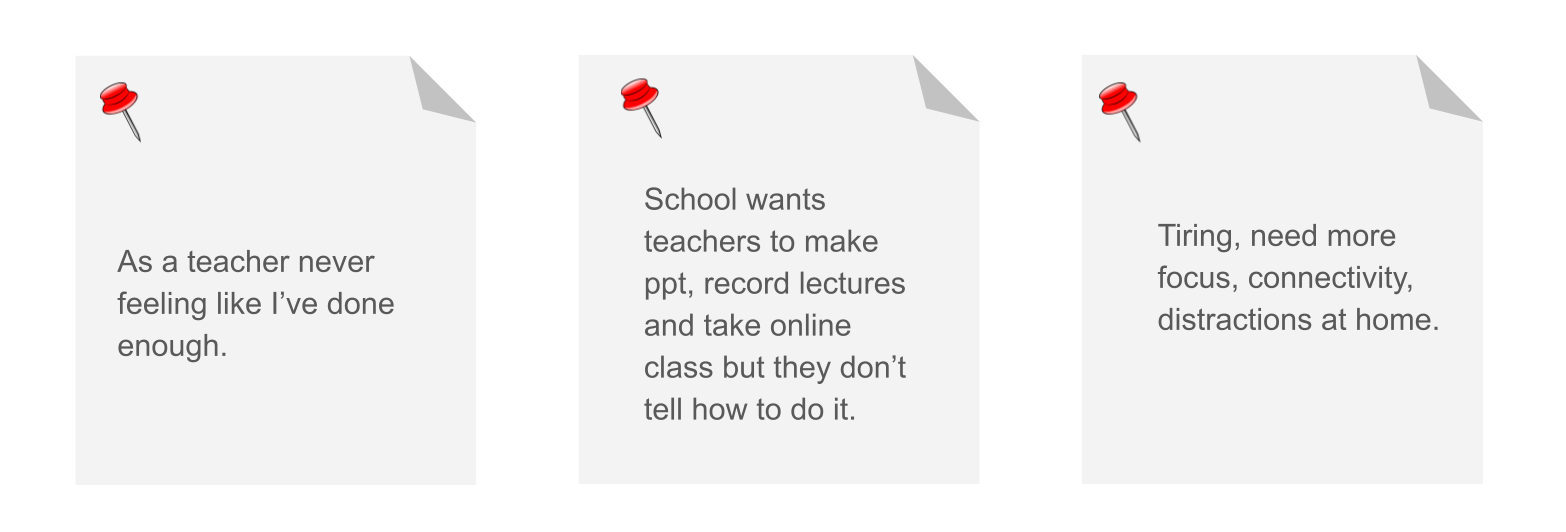 As a teacher never
feeling like I’ve done
enough.
School wants
teachers to make
ppt, record lectures
and take online
class but they don’t
tell how to do it.
Tiring, need more
focus, connectivity,
distractions at home.